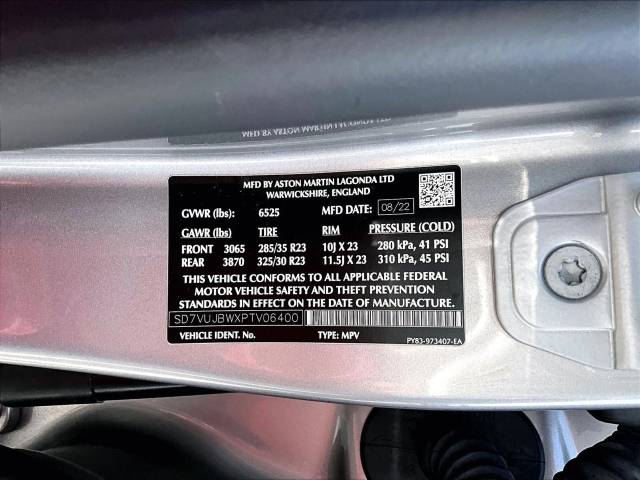 MFD BY ASTON MARTIN LAGONDA LTD
WARWICKSHIRE, ENGLAND
GVWR (lbs): 6525 MFD DATE: 08/22
GAWR (lbs): TIRE RIM PRESSURE (COLD)
FRONT 3065 285/35 R23 10J X 23 280 kPa, 41 PSI
REAR 3870 325/30 R23 11.5J X 23 310 kPa, 45 PSI
THIS VEHICLE CONFORMS TO ALL APPLICABLE FEDERAL
MOTOR VEHICLE SAFETY AND THEFT PREVENTION
STANDARDS IN EFFECT ON THE DATE OF MANUFACTURE.
SD7VUJBWXPTV06400
VEHICLE IDENT. No. TYPE: MPV
PY83-973407-EA